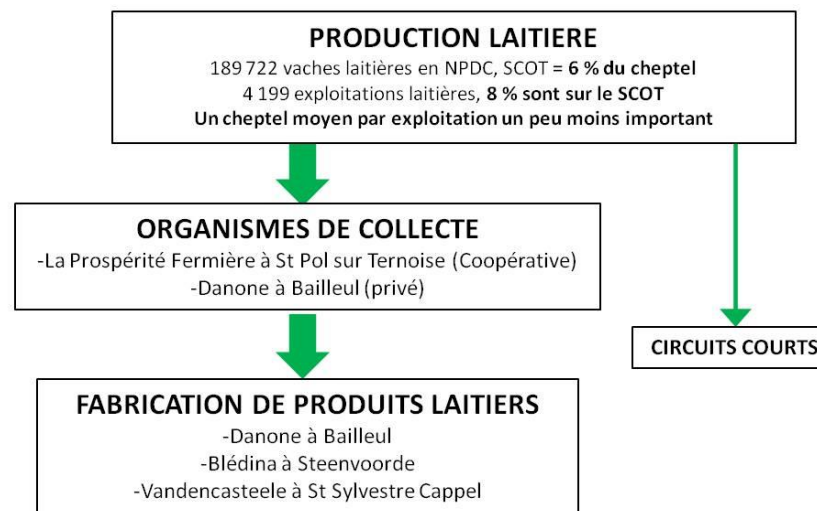 PRODUCTION LAITIERE
189 722 vaches laitières en NPDC, SCOT = 6 % du cheptel
4 199 exploitations laitières, 8 % sont sur le SCOT
Un cheptel moyen par exploitation un peu moins important
ORGANISMES DE COLLECTE
-La Prospérité Fermière à St Pol sur Ternoise (Coopérative)
-Danone à Bailleul (privé)
CIRCUITS COURTS
FABRICATION DE PRODUITS LAITIERS
-Danone à Bailleul
-Blédina à Steenvoorde
-Vandencasteele à St Sylvestre Cappel